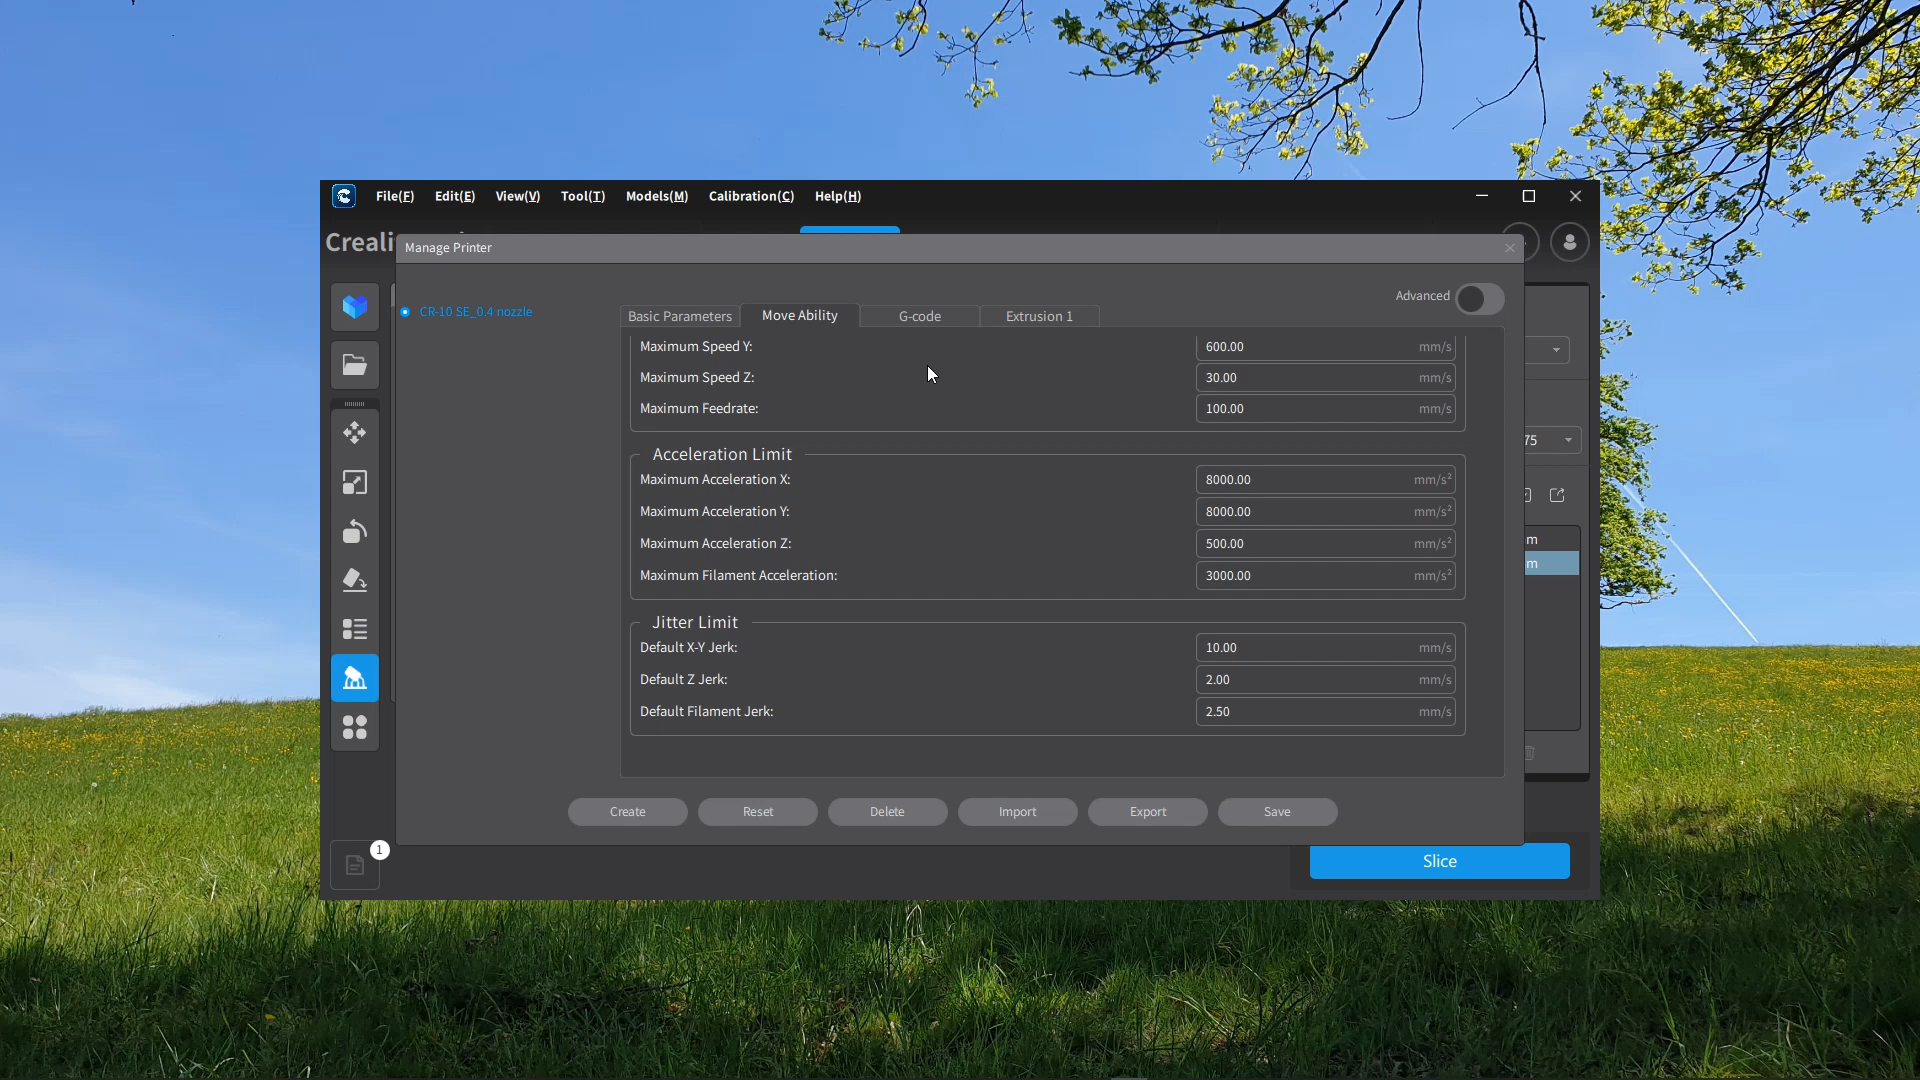 File(F) Edit(E) View(V) Tool(T) Models(M) Calibration(C) Help(H)
Manage Printer
Advanced
CR-10 SE_0.4 nozzle
Basic Parameters Move Ability G-code Extrusion 1
Maximum Speed Y: 600.00 mm/s
Maximum Speed Z: 30.00 mm/s
Maximum Feedrate: 100.00 mm/s
Acceleration Limit
75
Maximum Acceleration X: 8000.00 mm/s²
Maximum Acceleration Y: 8000.00 mm/s²
Maximum Acceleration Z: 500.00 mm/s²
m
Maximum Filament Acceleration: 3000.00 mm/s²
m
Jitter Limit
Default X-Y Jerk: 10.00 mm/s
Default Z Jerk: 2.00 mm/s
Default Filament Jerk: 2.50 mm/s
Create Reset Delete Import Export Save
1
Slice